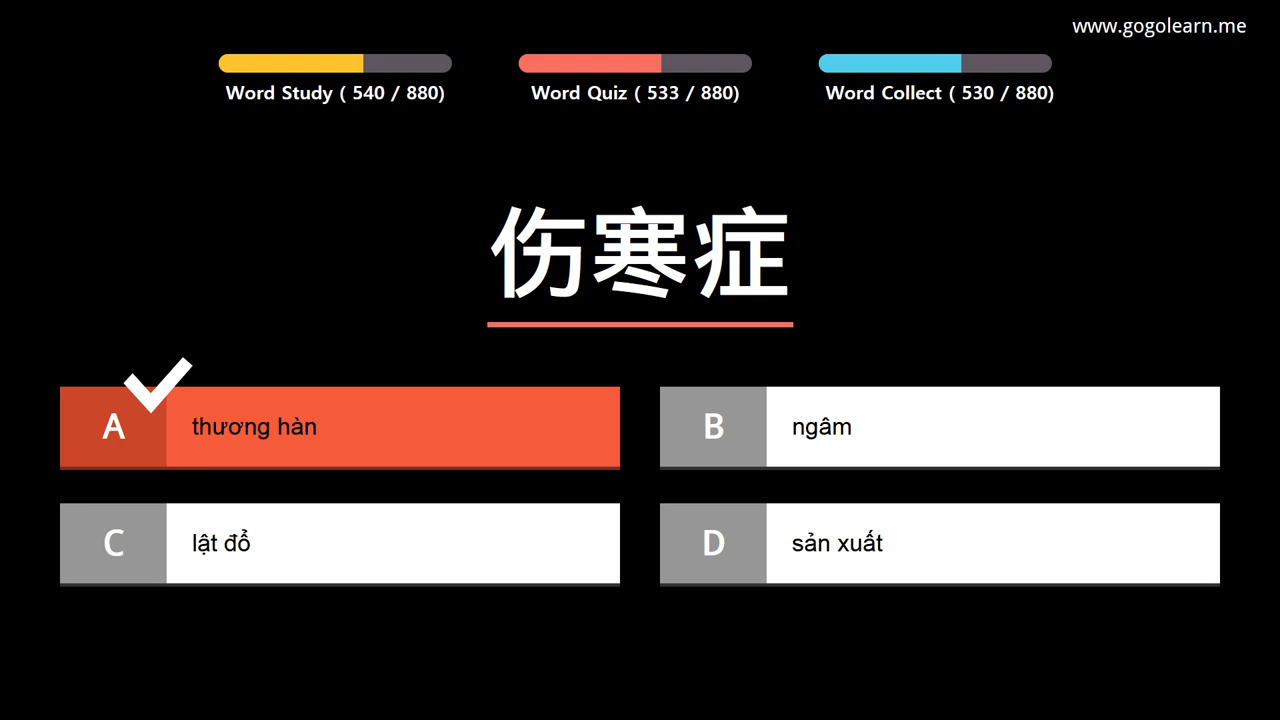 www.gogolearn.me
Word Study ( 540 / 880)
Word Quiz ( 533 / 880)
Word Collect ( 530 / 880)
伤寒症
A
thương hàn
B
ngâm
C
lật đổ
D
sản xuất